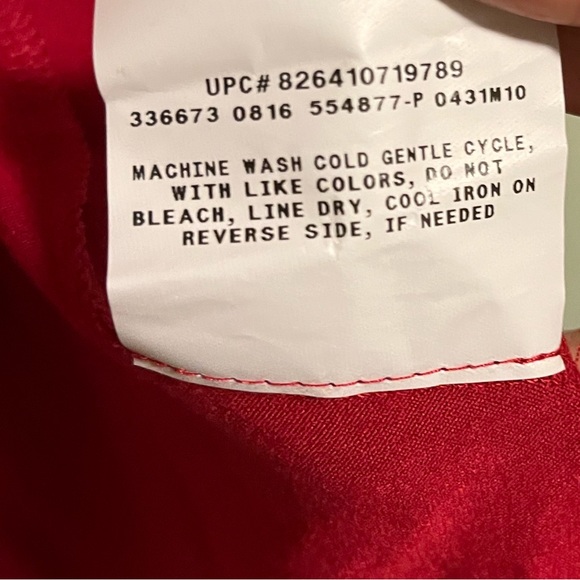 UPC# 826410719789
336673 0816 554877-P 0431M10
MACHINE WASH COLD GENTLE CYCLE,
WITH LIKE COLORS, DO NOT
BLEACH, LINE DRY, COOL IRON ON
REVERSE SIDE, IF NEEDED